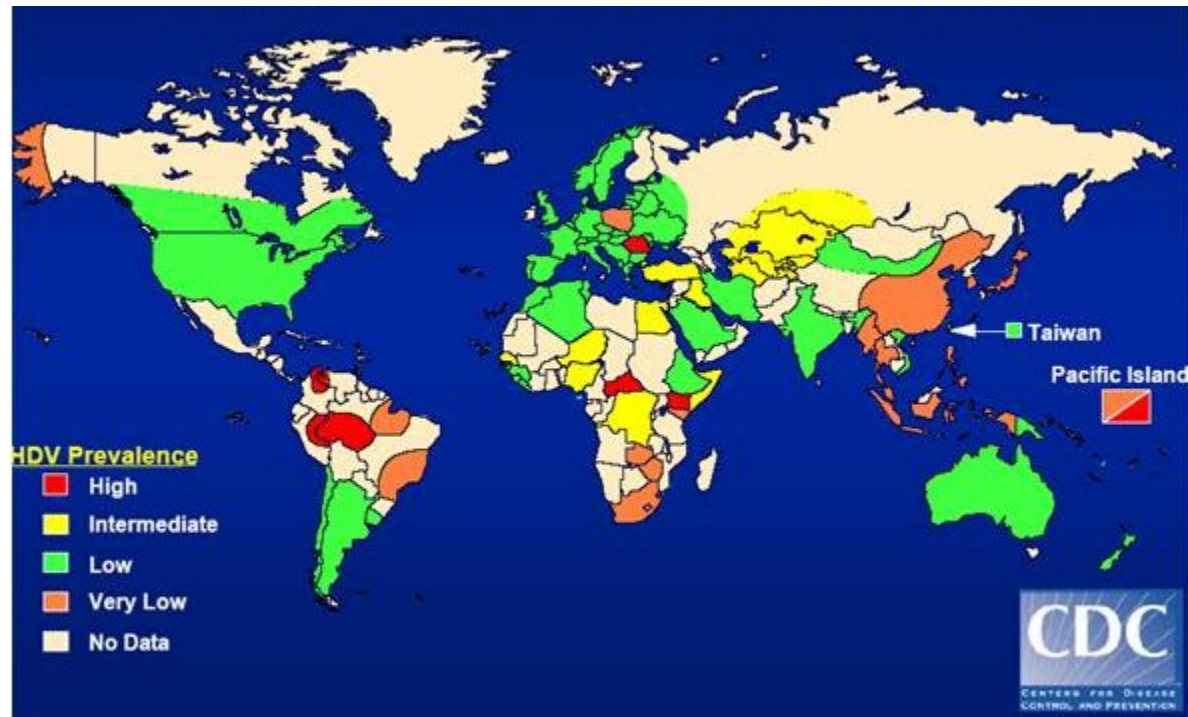 Taiwan
Pacific Island
HDV Prevalence
High
Intermediate
Low
Very Low
No Data
CDC
CENTERS FOR DISEASE
CONTROL AND PREVENTION